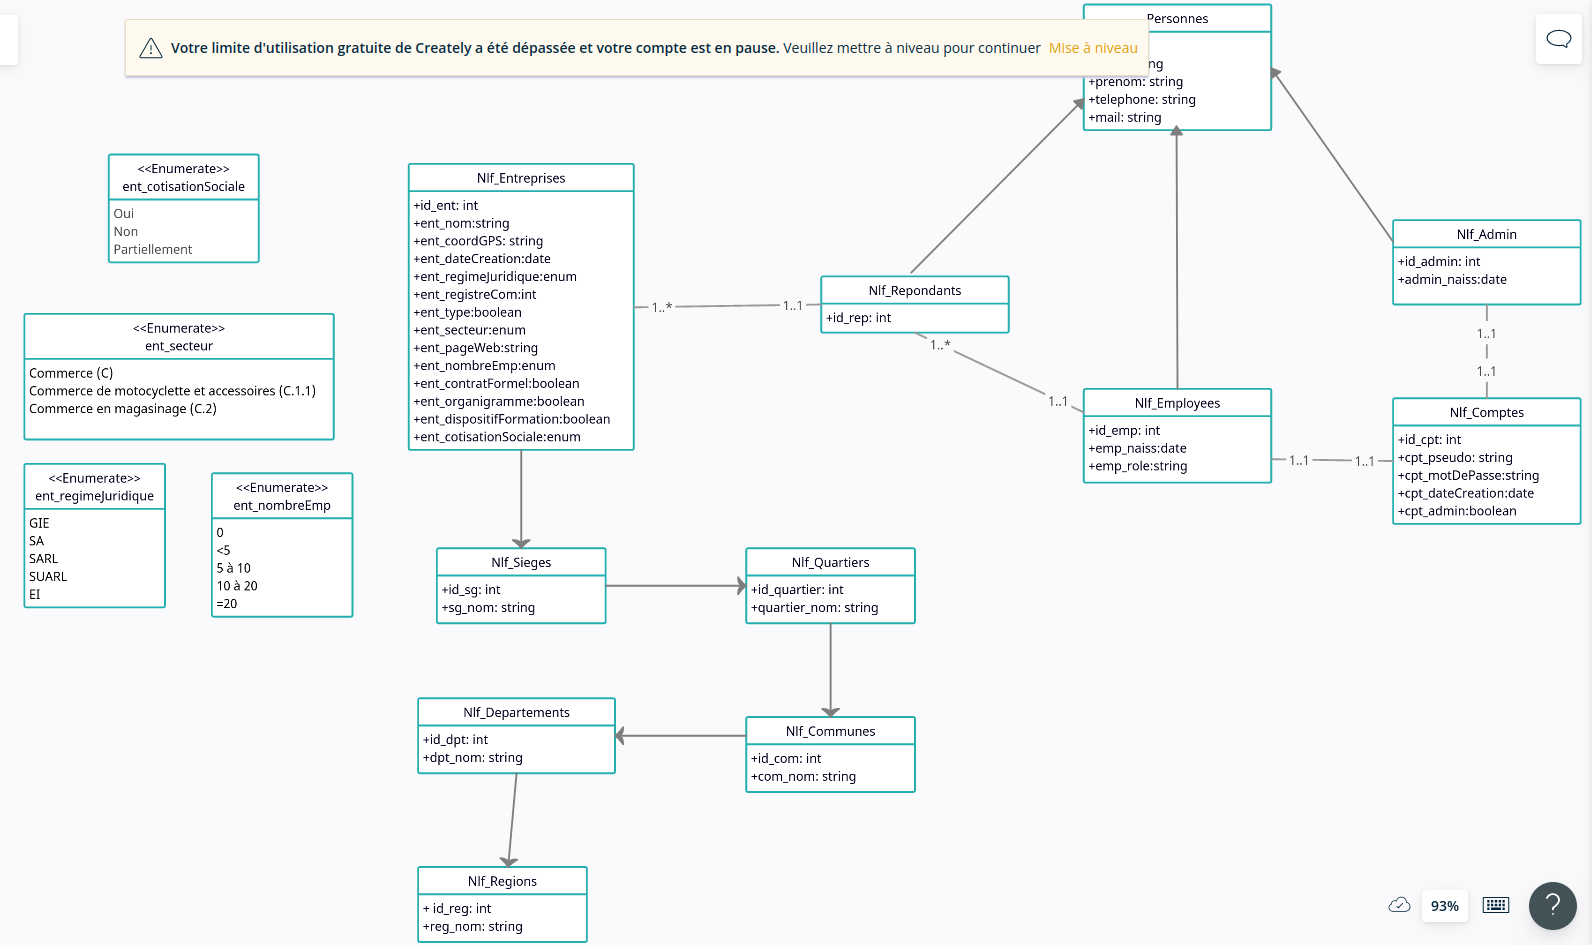 Votre limite d'utilisation gratuite de Creately a été dépassée et votre compte est en pause. Veuillez mettre à niveau pour continuer Mise à niveau
Personnes
+prenom: string
+telephone: string
+mail: string
<<Enumerate>>
ent_cotisationSociale
Oui
Non
Partiellement
<<Enumerate>>
ent_secteur
Commerce (C)
Commerce de motocyclette et accessoires (C.1.1)
Commerce en magasinage (C.2)
<<Enumerate>>
ent_regimeJuridique
GIE
SA
SARL
SUARL
EI
<<Enumerate>>
ent_nombreEmp
0
<5
5 à 10
10 à 20
=20
Nlf_Entreprises
+id_ent: int
+ent_nom:string
+ent_coordGPS: string
+ent_dateCreation:date
+ent_regimeJuridique:enum
+ent_registreCom:int
+ent_type:boolean
+ent_secteur:enum
+ent_pageWeb:string
+ent_nombreEmp:enum
+ent_contratFormel:boolean
+ent_organigramme:boolean
+ent_dispositifFormation:boolean
+ent_cotisationSociale:enum
1..*
1..1
Nlf_Repondants
+id_rep: int
1..*
1..1
Nlf_Employees
+id_emp: int
+emp_naiss:date
+emp_role:string
1..1
1..1
Nlf_Admin
+id_admin: int
+admin_naiss:date
1..1
1..1
Nlf_Comptes
+id_cpt: int
+cpt_pseudo: string
+cpt_motDePasse:string
+cpt_dateCreation:date
+cpt_admin:boolean
Nlf_Sieges
+id_sg: int
+sg_nom: string
Nlf_Quartiers
+id_quartier: int
+quartier_nom: string
Nlf_Departements
+id_dpt: int
+dpt_nom: string
Nlf_Communes
+id_com: int
+com_nom: string
Nlf_Regions
+ id_reg: int
+reg_nom: string
93%
?